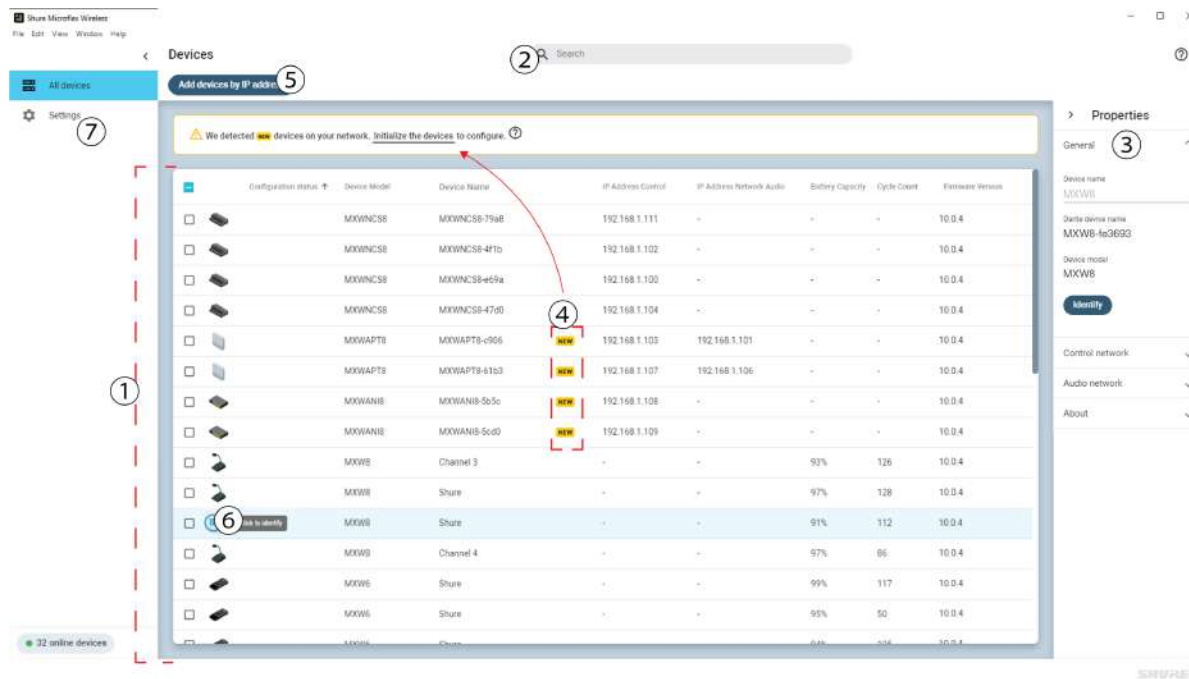 Shure Microflex Wireless
File Edit View Window Help
Devices
② Search
All devices
Add devices by IP ⑤
Settings
⑦
We detected NEW devices on your network. Initialize the devices to configure.
Properties
General ③
Device name
MXW8
Dante device name
MXW8-fe3693
Device model
MXW8
Identify
Control network
Audio network
About
①
Configuration status Device Model Device Name IP Address Control IP Address Network Audio Battery Capacity Cycle Count Firmware Version
MXWNCS8 MXWNCS8-79a8 192.168.1.111 - - - 10.0.4
MXWNCS8 MXWNCS8-4f1b 192.168.1.102 - - - 10.0.4
MXWNCS8 MXWNCS8-e69a 192.168.1.100 - - - 10.0.4
MXWNCS8 MXWNCS8-47d0 192.168.1.104 - - - 10.0.4
④
MXWAPT8 MXWAPT8-c986 NEW 192.168.1.103 192.168.1.101 - - 10.0.4
MXWAPT8 MXWAPT8-61b3 NEW 192.168.1.107 192.168.1.106 - - 10.0.4
MXWANI8 MXWANI8-5b5c NEW 192.168.1.108 - - - 10.0.4
MXWANI8 MXWANI8-5cd0 NEW 192.168.1.109 - - - 10.0.4
MXW8 Channel 3 - - 93% 126 10.0.4
MXW8 Shure - - 97% 128 10.0.4
⑥ to identify MXW8 Shure - - 91% 112 10.0.4
MXW8 Channel 4 - - 97% 86 10.0.4
MXW6 Shure - - 99% 117 10.0.4
MXW6 Shure - - 95% 50 10.0.4
32 online devices
SHURE